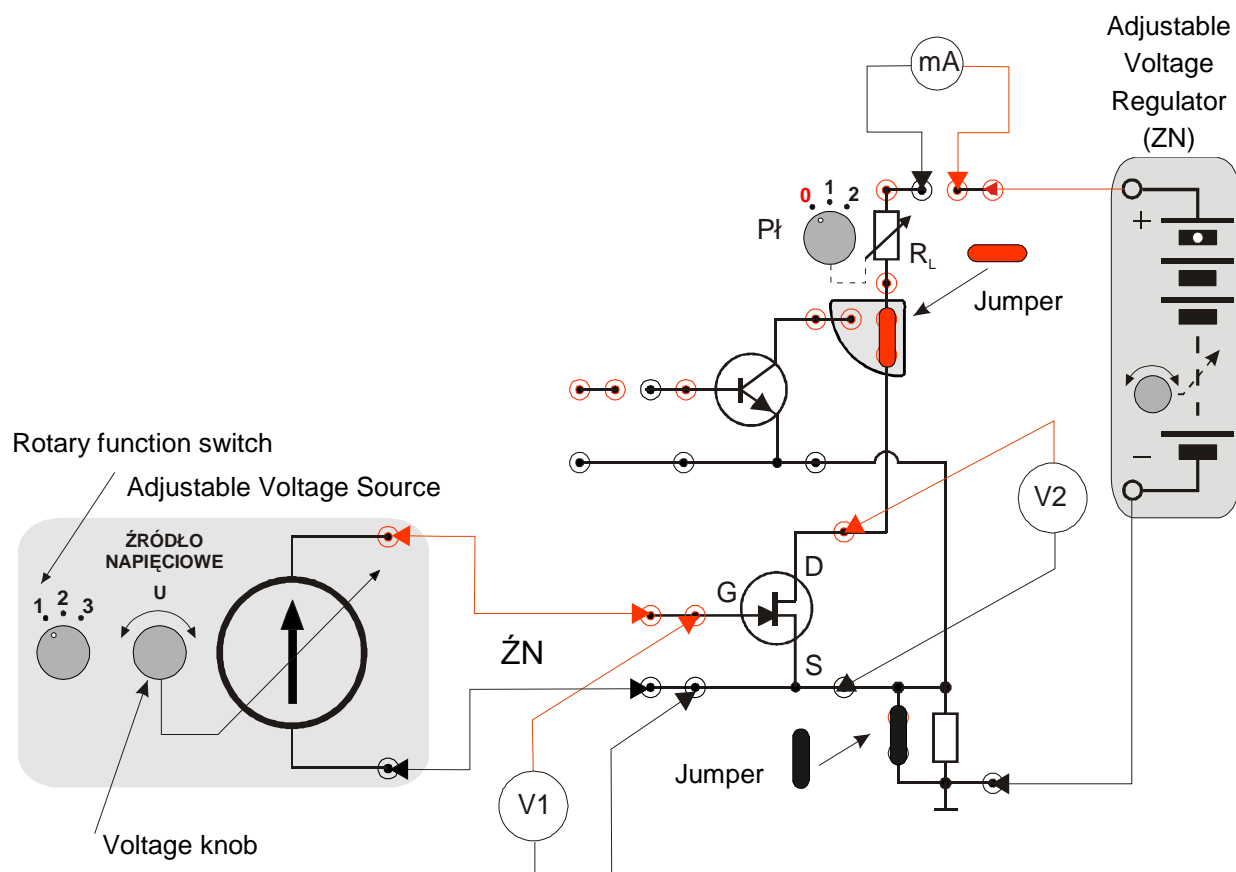 Adjustable
Voltage
Regulator
(ZN)
mA
+
−
0 1 2
Pł
RL
Jumper
Rotary function switch
Adjustable Voltage Source
ŹRÓDŁO
NAPIĘCIOWE
U
1 2 3
ŹN
G
D
S
V2
Jumper
V1
Voltage knob